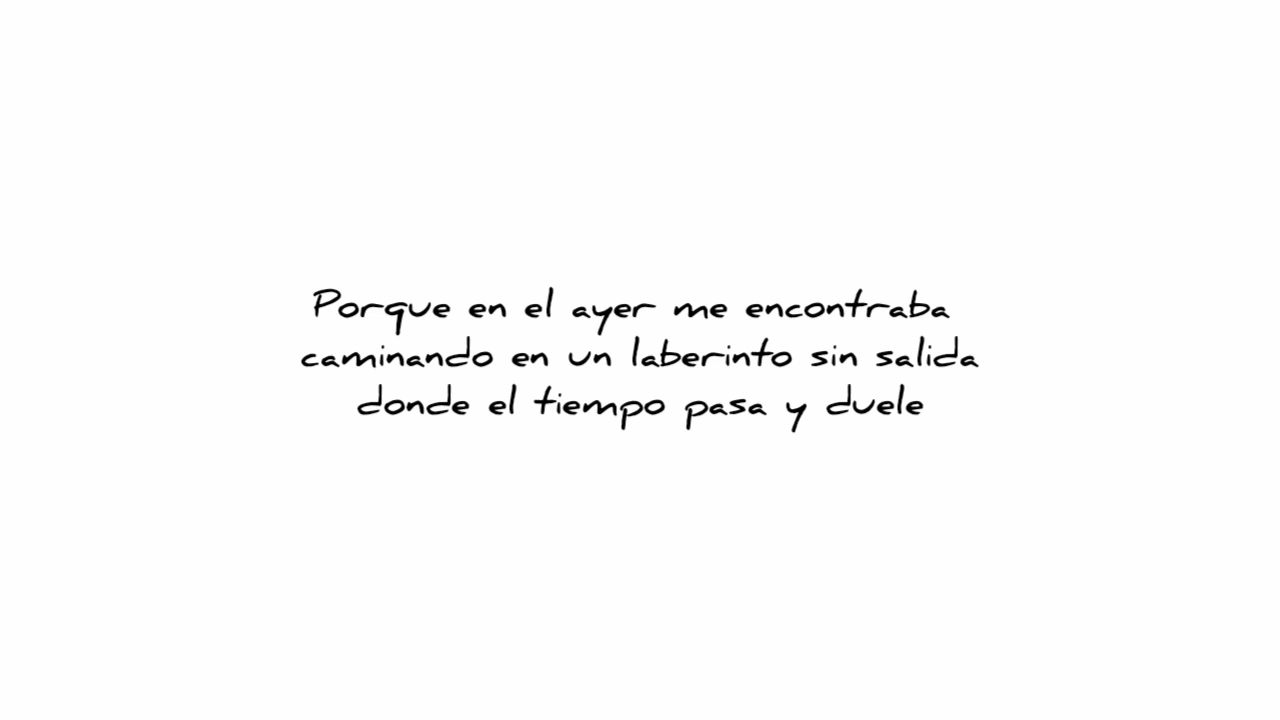 Porque en el ayer me encontraba
caminando en un laberinto sin salida
donde el tiempo pasa y duele